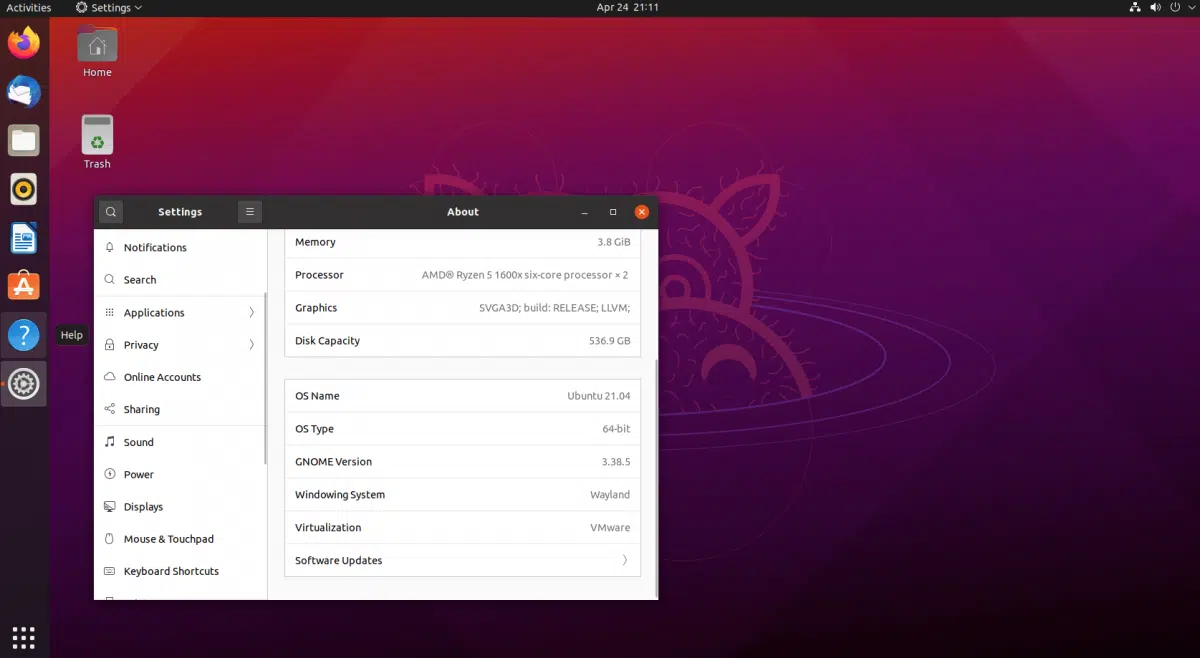 Activities Settings Apr 24 21:11
Home
Trash
Settings About
Notifications
Search
Applications
Privacy
Online Accounts
Sharing
Sound
Power
Displays
Mouse & Touchpad
Keyboard Shortcuts
Memory 3.8 GiB
Processor AMD® Ryzen 5 1600x six-core processor × 2
Graphics SVGA3D; build: RELEASE; LLVM;
Disk Capacity 536.9 GB
OS Name Ubuntu 21.04
OS Type 64-bit
GNOME Version 3.38.5
Windowing System Wayland
Virtualization VMware
Software Updates
Help